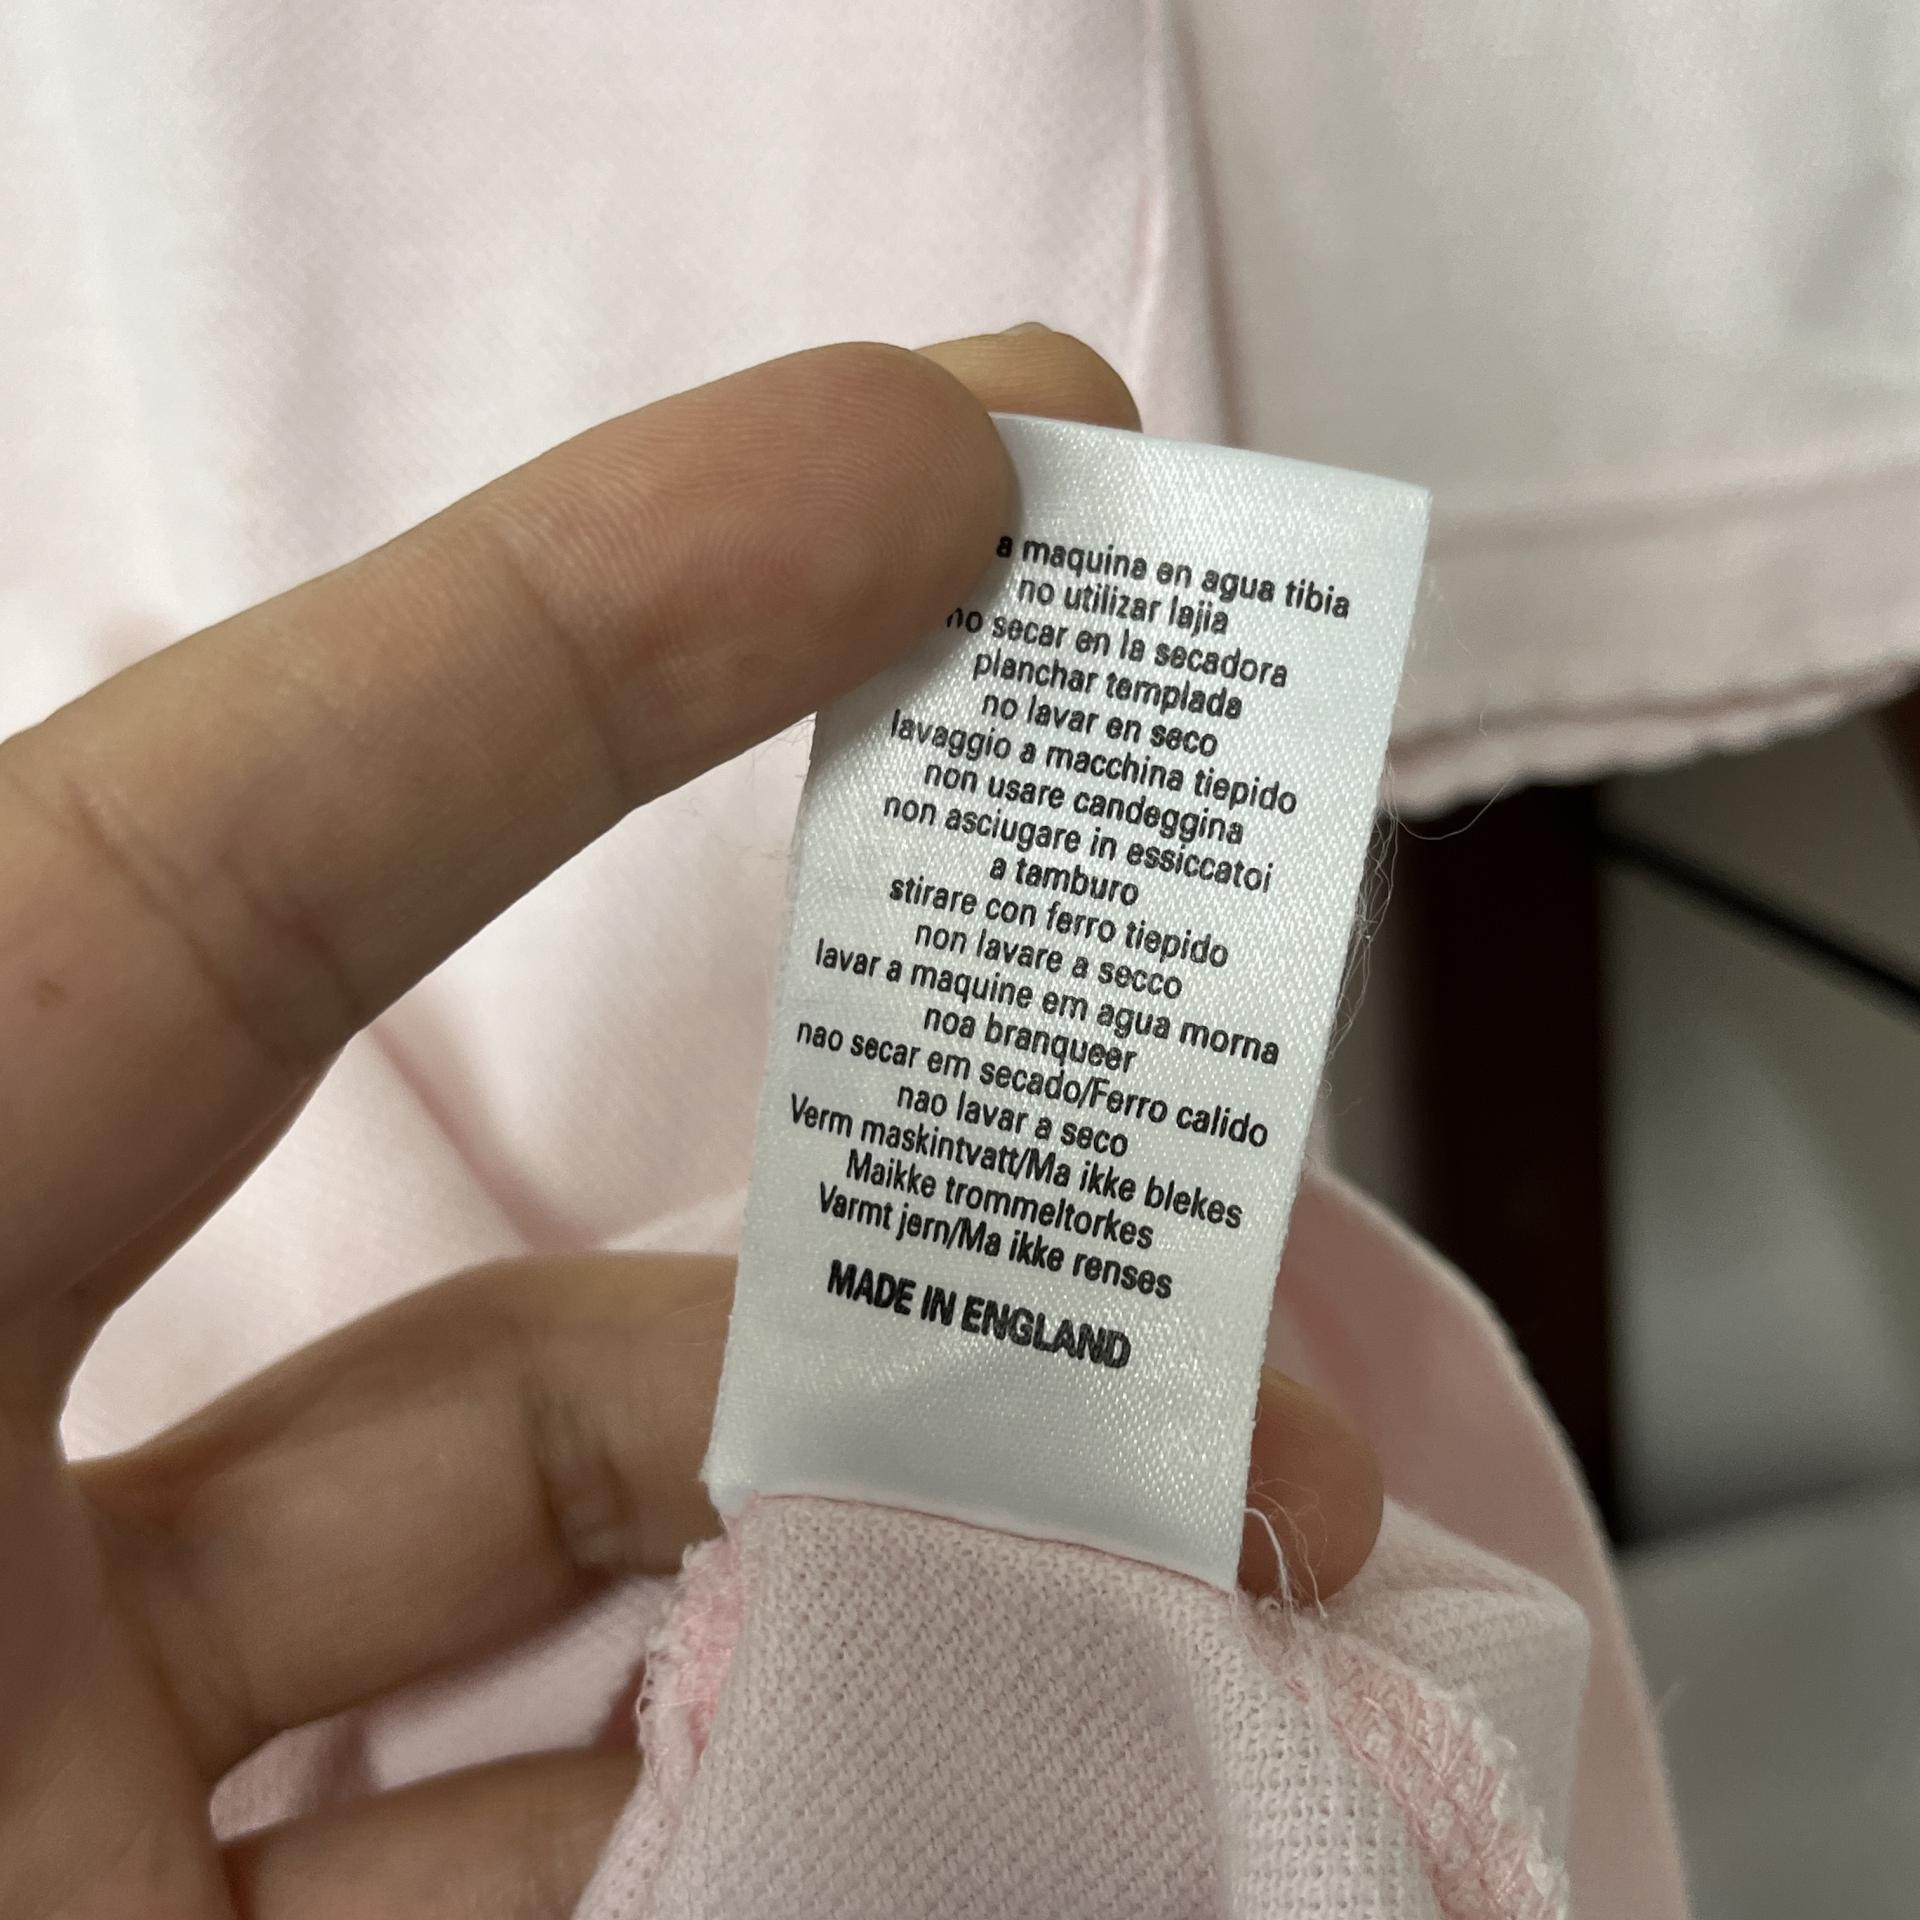 a maquina en agua tibia
no utilizar lajia
no secar en la secadora
planchar templada
no lavar en seco
lavaggio a macchina tiepido
non usare candeggina
non asciugare in essiccatoi
a tamburo
stirare con ferro tiepido
non lavare a secco
lavar a maquine em agua morna
noa branqueer
nao secar em secado/Ferro calido
nao lavar a seco
Verm maskintvatt/Ma ikke blekes
Maikke trommeltorkes
Varmt jern/Ma ikke renses
MADE IN ENGLAND